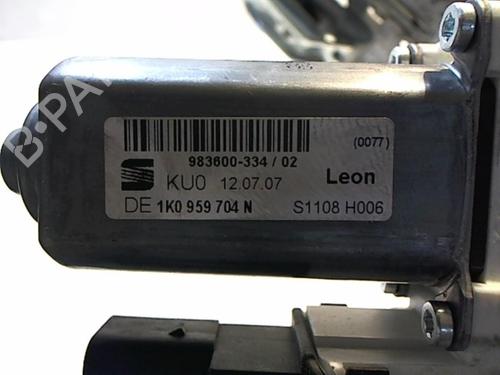 (0077)
983600-334 / 02
KU0 12.07.07 Leon
DE 1K0 959 704 N S1108 H006
B-PA